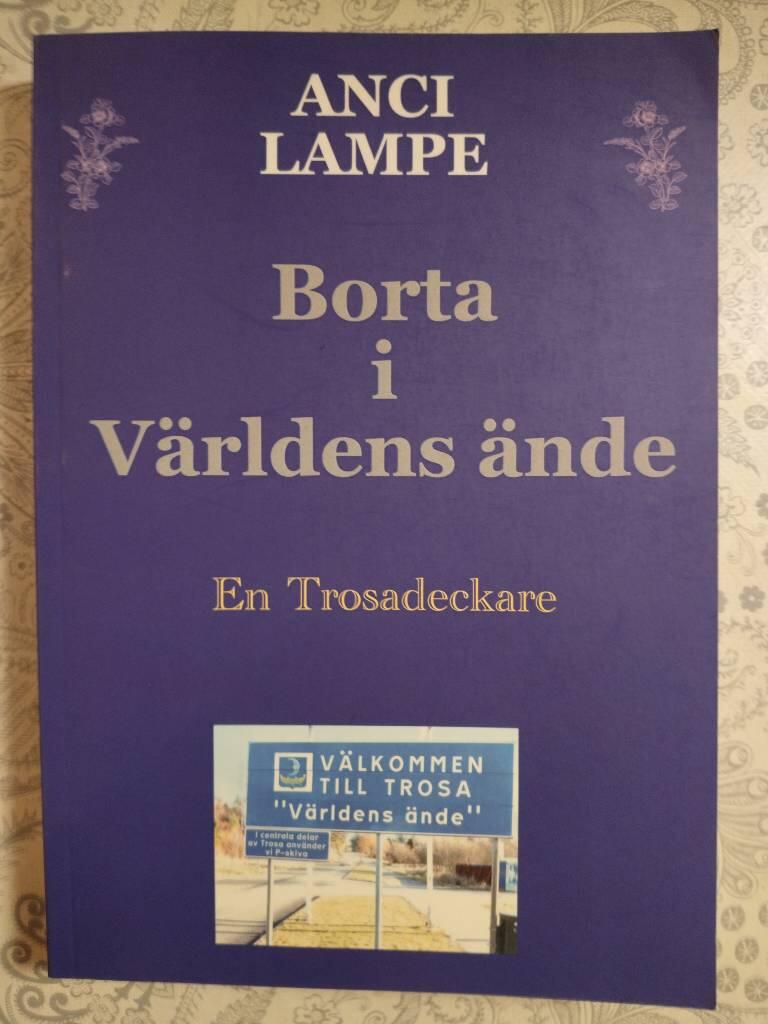 ANCI
LAMPE
Borta
i
Världens ände
En Trosadeckare
VÄLKOMMEN
TILL TROSA
"Världens ände"
I centrala delar
av Trosa använder
vi P-skiva